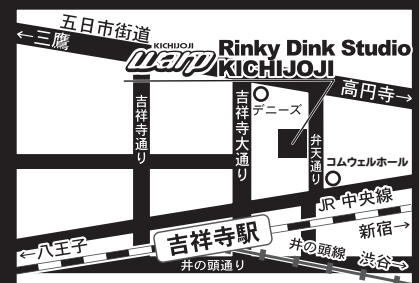 五日市街道
←三鷹
KICHIJOJI
warp
Rinky Dink Studio
KICHIJOJI
高円寺→
デニーズ
吉祥寺通り
吉祥寺大通り
弁天通り
コムウェルホール
JR 中央線
新宿→
吉祥寺駅
←八王子
井の頭線
渋谷→
井の頭通り